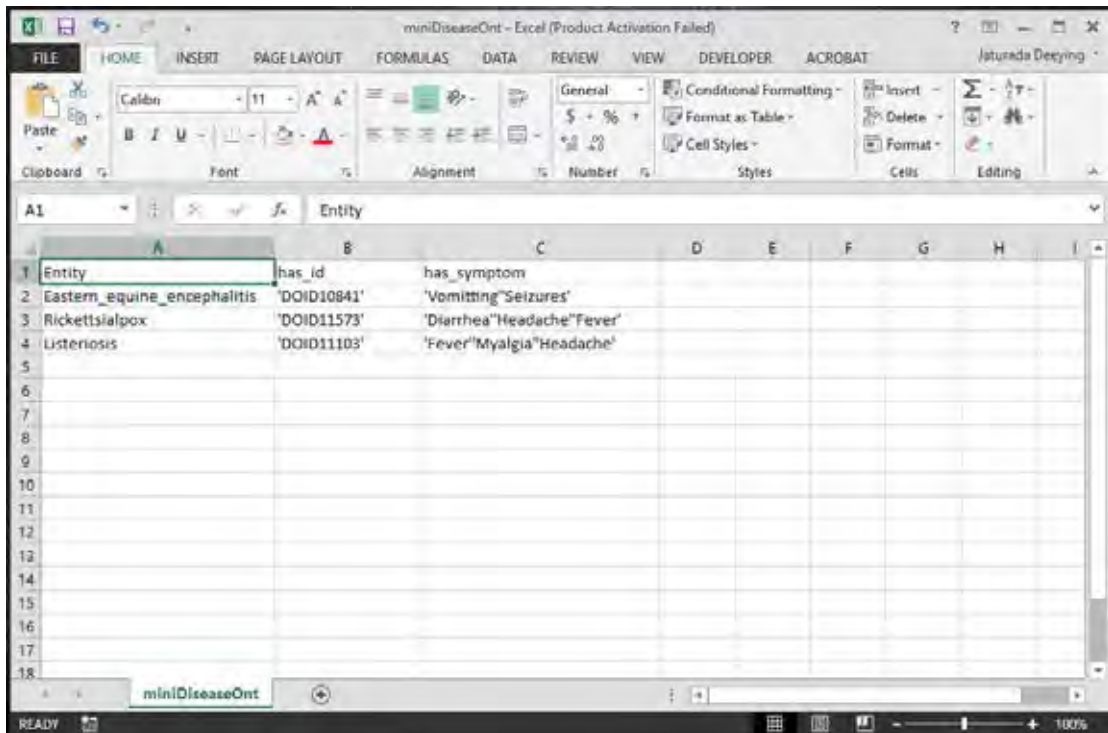 miniDiseaseOnt - Excel (Product Activation Failed)
FILE HOME INSERT PAGE LAYOUT FORMULAS DATA REVIEW VIEW DEVELOPER ACROBAT Jaturada Deeying
Calibri 11 A A General Conditional Formatting Insert
Paste B I U A $ % Format as Table Delete
Cell Styles Format
Clipboard Font Alignment Number Styles Cells Editing
A1 fx Entity
A B C D E F G H I
1 Entity has_id has_symptom
2 Eastern_equine_encephalitis 'DOID10841' 'Vomitting''Seizures'
3 Rickettsialpox 'DOID11573' 'Diarrhea''Headache''Fever'
4 Listeriosis 'DOID11103' 'Fever''Myalgia''Headache'
5
6
7
8
9
10
11
12
13
14
15
16
17
18
miniDiseaseOnt
READY 100%